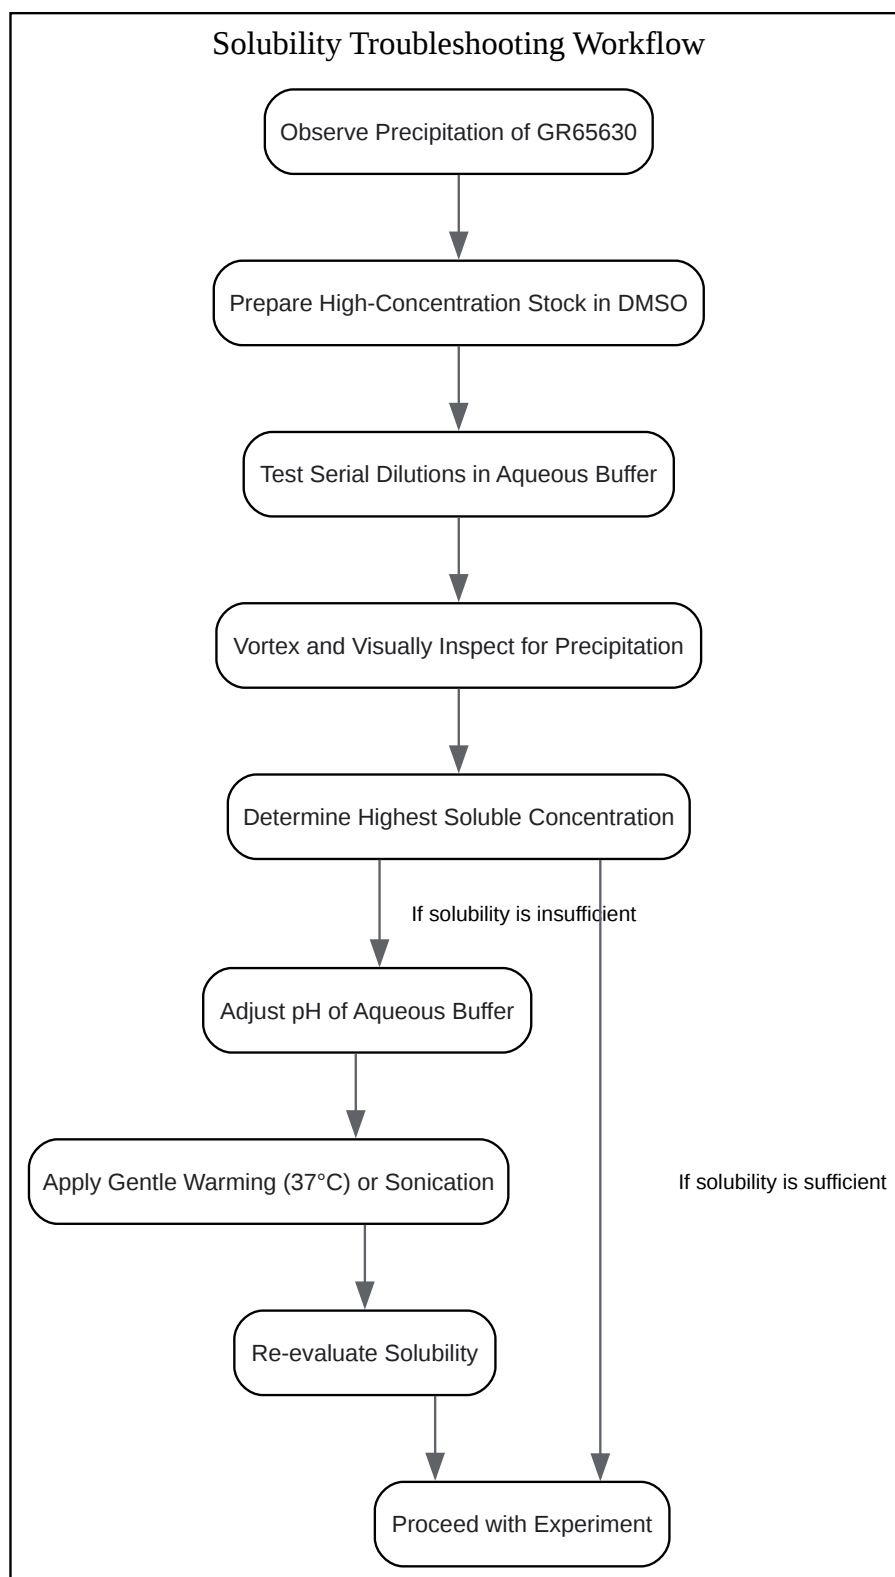 Solubility Troubleshooting Workflow
Observe Precipitation of GR65630
Prepare High-Concentration Stock in DMSO
Test Serial Dilutions in Aqueous Buffer
Vortex and Visually Inspect for Precipitation
Determine Highest Soluble Concentration
If solubility is insufficient
Adjust pH of Aqueous Buffer
Apply Gentle Warming (37°C) or Sonication
If solubility is sufficient
Re-evaluate Solubility
Proceed with Experiment